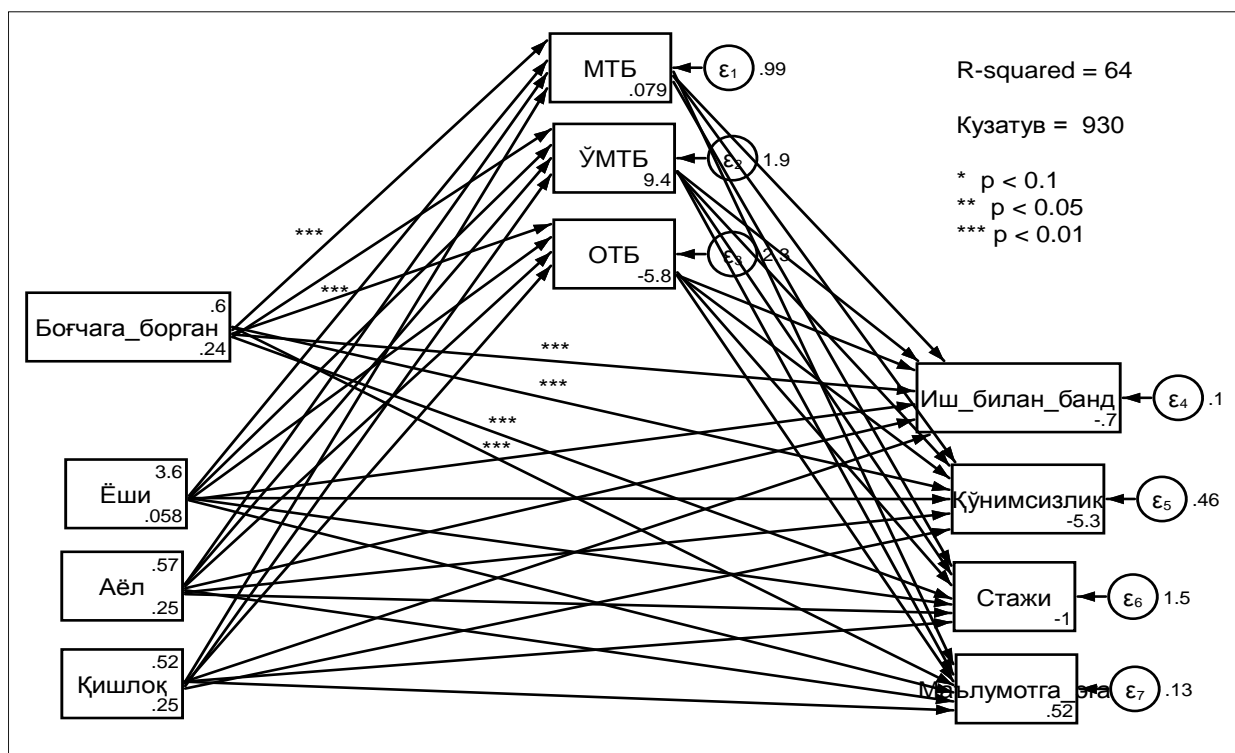 МТБ
.079
ε₁ .99
ЎМТБ
9.4
ε₂ 1.9
ОТБ
-5.8
ε₃ 2.3
R-squared = 64
Кузатув = 930
* p < 0.1
** p < 0.05
*** p < 0.01
***
***
***
***
***
***
.6
Боғчага_борган
.24
3.6
Ёши
.058
.57
Аёл
.25
.52
Қишлоқ
.25
Иш_билан_банд
-.7
ε₄ .1
Қўнимсизлик
-5.3
ε₅ .46
Стажи
-1
ε₆ 1.5
.52
ε₇ .13